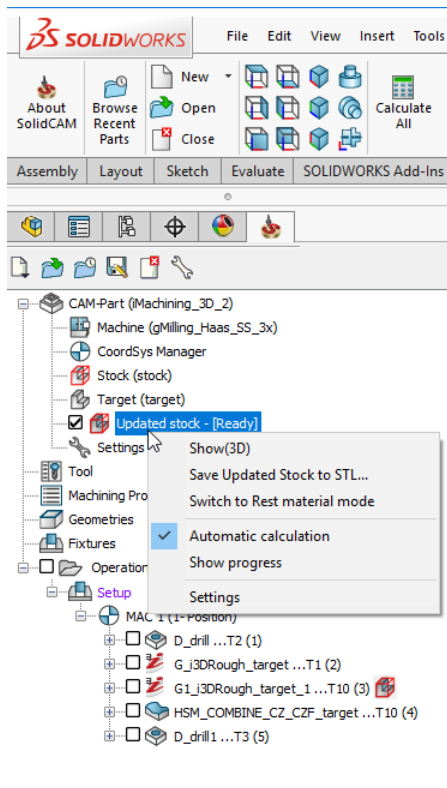 SOLIDWORKS File Edit View Insert Tools
About SolidCAM
Browse Recent Parts
New
Open
Close
Calculate All
Assembly Layout Sketch Evaluate SOLIDWORKS Add-Ins
CAM-Part (iMachining_3D_2)
Machine (gMilling_Haas_SS_3x)
CoordSys Manager
Stock (stock)
Target (target)
Updated stock - [Ready]
Settings
Show(3D)
Save Updated Stock to STL...
Switch to Rest material mode
Automatic calculation
Show progress
Settings
Tool
Machining Pro
Geometries
Fixtures
Operation
Setup
MAC 1 (1- Position)
D_drill ...T2 (1)
G_i3DRough_target ...T1 (2)
G1_i3DRough_target_1 ...T10 (3)
HSM_COMBINE_CZ_CZF_target ...T10 (4)
D_drill1 ...T3 (5)